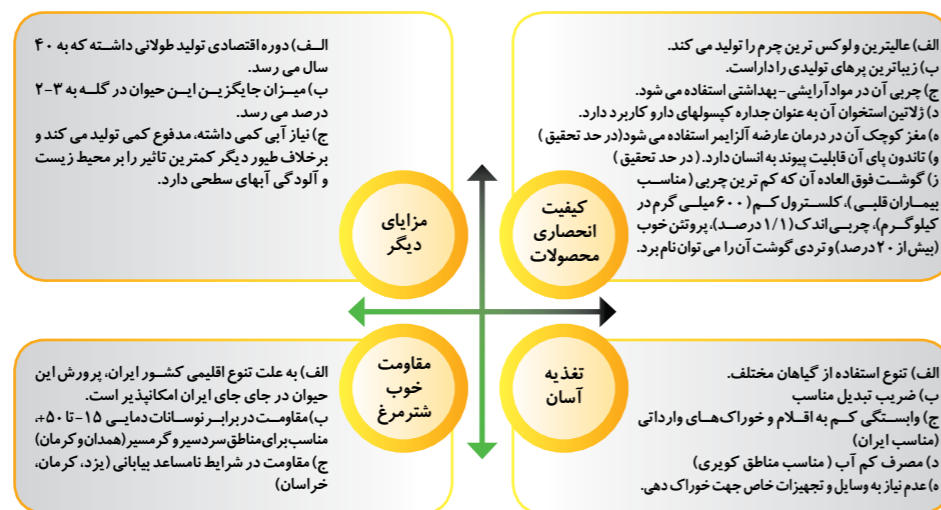 الف) عالیترین و لوکس ترین چرم را تولید می کند.
ب) زیباترین پرهای تولیدی را داراست.
ج) چربی آن در مواد آرایشی - بهداشتی استفاده می شود.
د) ژلاتین استخوان آن به عنوان جداره کپسولهای دارو کاربرد دارد.
ه) مغز کوچک آن در درمان عارضه آلزایمر استفاده می شود (در حد تحقیق )
و) تاندون پای آن قابلیت پیوند به انسان دارد. ( در حد تحقیق )
ز) گوشت فوق العاده آن که کم ترین چربی ( مناسب
بیماران قلبی )، کلسترول کم ( ۶۰۰ میلی گرم در
کیلو گرم )، چربی اندک (۱/۱ درصد)، پروتئن خوب
(بیش از ۲۰ درصد) و تردی گوشت آن را می توان نام برد.
کیفیت
انحصاری
محصولات
الف) دوره اقتصادی تولید طولانی داشته که به ۴۰
سال می رسد.
ب) میزان جایگزین این حیوان در گله به ۳-۲
درصد می رسد.
ج) نیاز آبی کمی داشته، مدفوع کمی تولید می کند و
برخلاف طیور دیگر کمترین تاثیر را بر محیط زیست
و آلودگی آبهای سطحی دارد.
مزایای
دیگر
تغذیه
آسان
الف) تنوع استفاده از گیاهان مختلف.
ب) ضریب تبدیل مناسب
ج) وابستگی کم به اقلام و خوراک های وارداتی
(مناسب ایران)
د) مصرف کم آب ( مناسب مناطق کویری)
ه) عدم نیاز به وسایل و تجهیزات خاص جهت خوراک دهی.
مقاومت
خوب
شترمرغ
الف) به علت تنوع اقلیمی کشور ایران، پرورش این
حیوان در جای جای ایران امکانپذیر است.
ب) مقاومت در برابر نوسانات دمایی ۱۵- تا ۵۰+،
مناسب برای مناطق سردسیر و گرمسیر (همدان و کرمان)
ج) مقاومت در شرایط نامساعد بیابانی (یزد، کرمان،
خراسان)